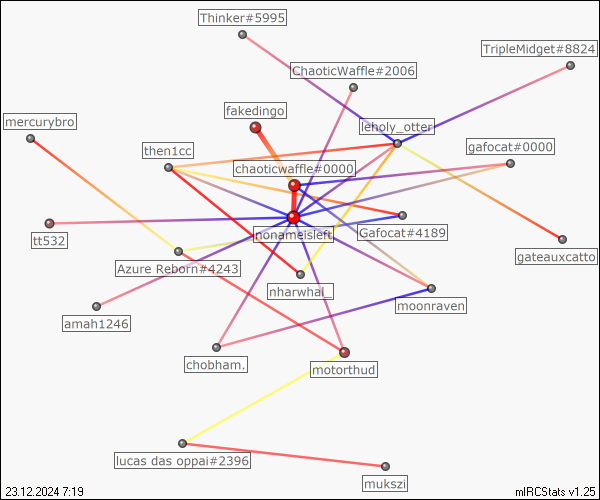 Thinker#5995
TripleMidget#8824
ChaoticWaffle#2006
fakedingo
mercurybro
leholy_otter
then1cc
gafocat#0000
chaoticwaffle#0000
tt532
nonameisleft
Gafocat#4189
gateauxcatto
Azure Reborn#4243
nharwhal_
moonraven
amah1246
chobham.
motorthud
lucas das oppai#2396
mukszi
23.12.2024 7:19
mIRCStats v1.25